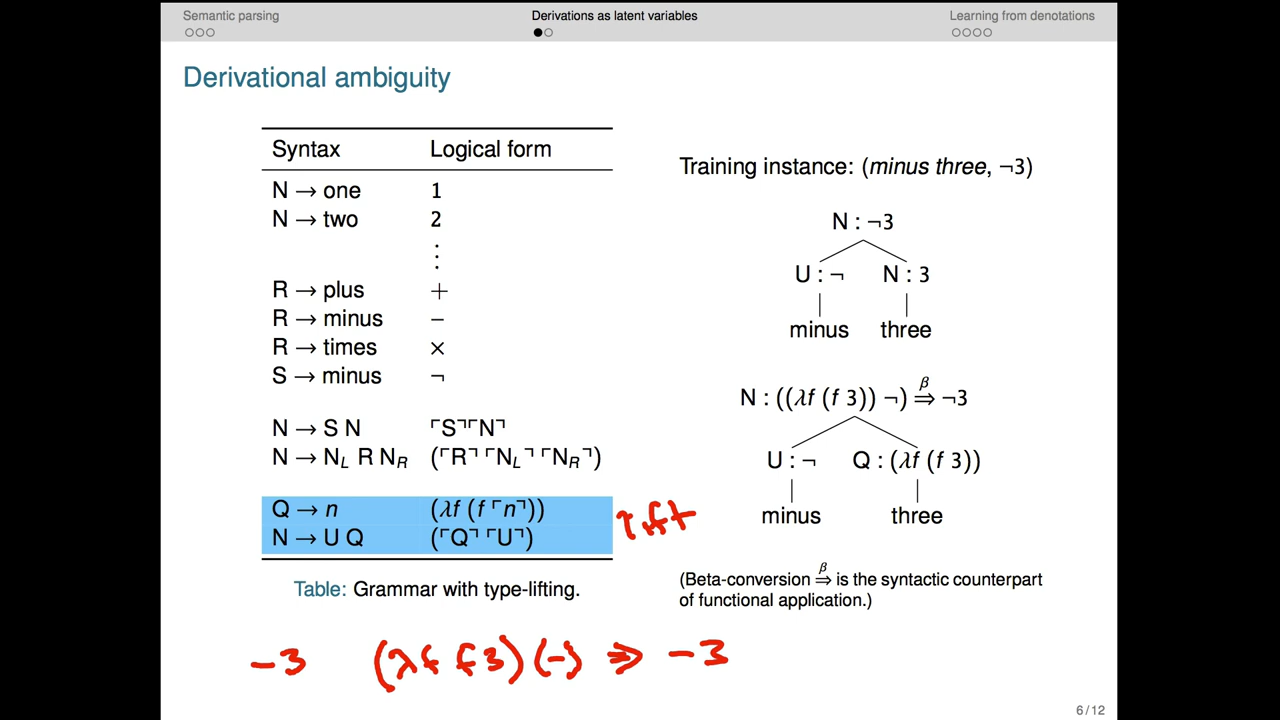 Semantic parsing Derivations as latent variables Learning from denotations
Derivational ambiguity
Syntax Logical form
N → one 1
N → two 2
⋮
R → plus +
R → minus −
R → times ×
S → minus ¬
N → S N ⌜S⌝⌜N⌝
N → N_L R N_R (⌜R⌝ ⌜N_L⌝ ⌜N_R⌝)
Q → n (λf (f ⌜n⌝))
N → U Q (⌜Q⌝ ⌜U⌝)
lift
Table: Grammar with type-lifting.
Training instance: (minus three, ¬3)
N : ¬3
U : ¬ N : 3
minus three
N : ((λf (f 3)) ¬) β⇒ ¬3
U : ¬ Q : (λf (f 3))
minus three
(Beta-conversion β⇒ is the syntactic counterpart
of functional application.)
−3 (λf f 3)(−) ⇒ −3
6/12